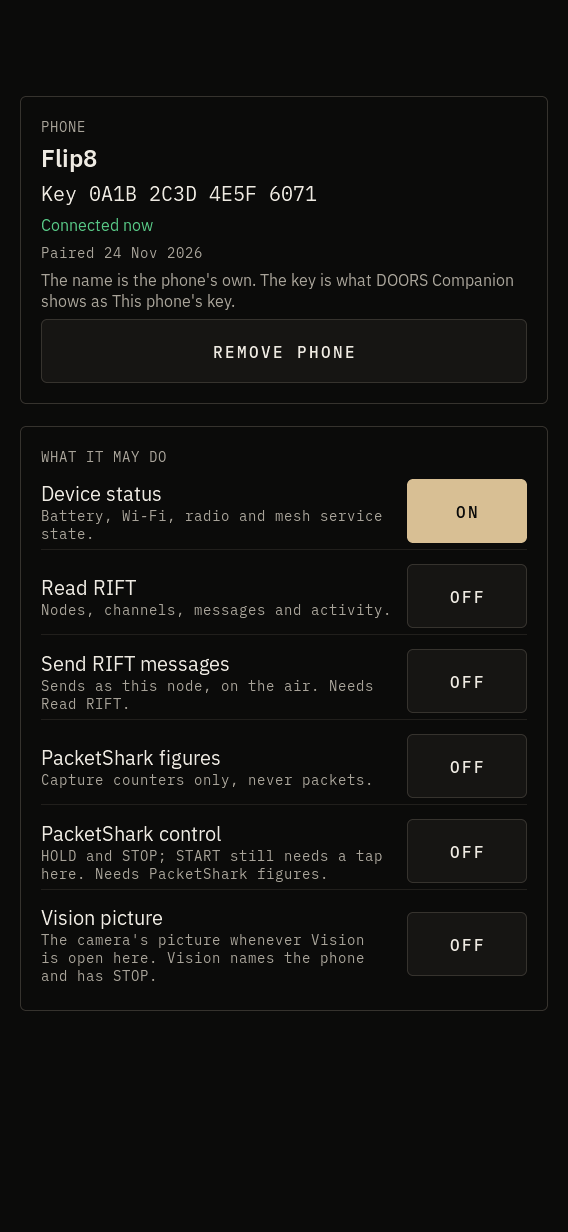 PHONE
Flip8
Key 0A1B 2C3D 4E5F 6071
Connected now
Paired 24 Nov 2026
The name is the phone's own. The key is what DOORS Companion
shows as This phone's key.
REMOVE PHONE
WHAT IT MAY DO
Device status
Battery, Wi-Fi, radio and mesh service
state.
ON
Read RIFT
Nodes, channels, messages and activity.
OFF
Send RIFT messages
Sends as this node, on the air. Needs
Read RIFT.
OFF
PacketShark figures
Capture counters only, never packets.
OFF
PacketShark control
HOLD and STOP; START still needs a tap
here. Needs PacketShark figures.
OFF
Vision picture
The camera's picture whenever Vision
is open here. Vision names the phone
and has STOP.
OFF